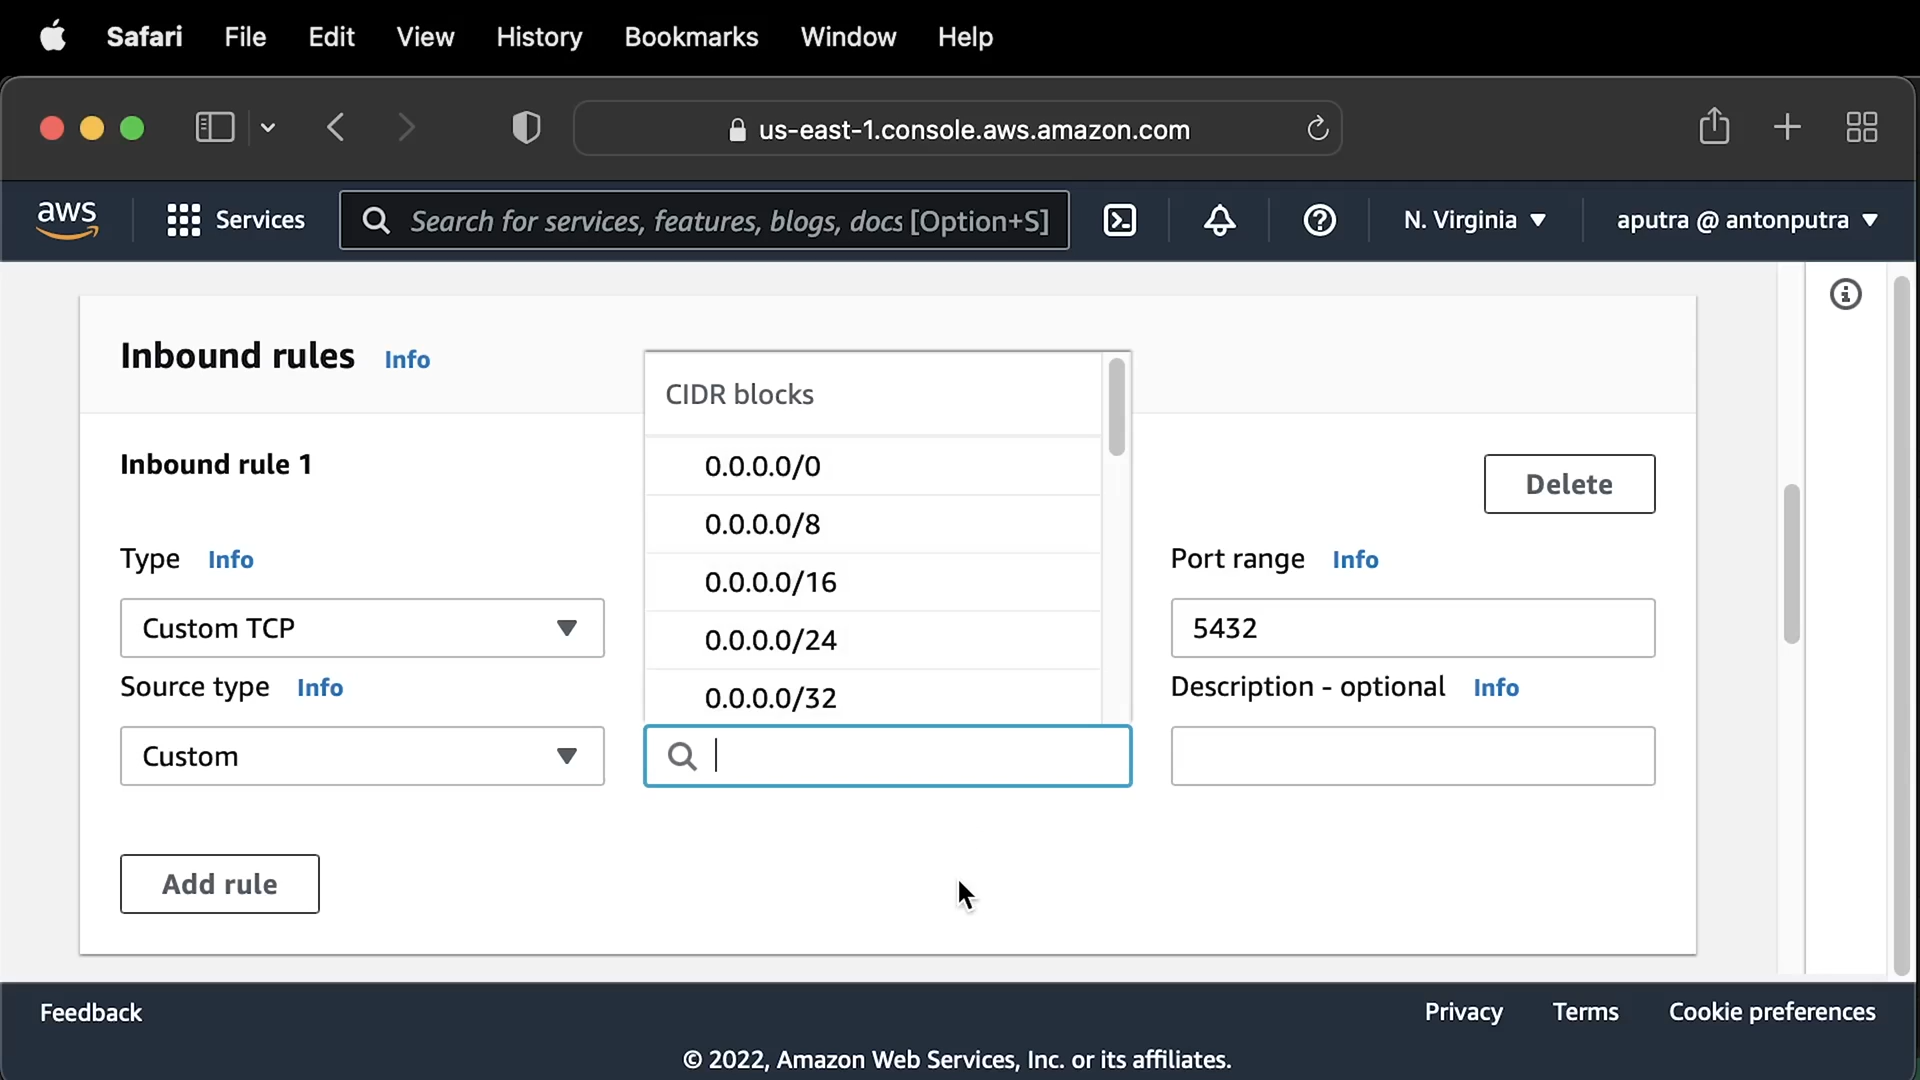 Safari File Edit View History Bookmarks Window Help
us-east-1.console.aws.amazon.com
aws Services Search for services, features, blogs, docs [Option+S] N. Virginia aputra @ antonputra
Inbound rules Info
CIDR blocks
0.0.0.0/0
0.0.0.0/8
0.0.0.0/16
0.0.0.0/24
0.0.0.0/32
Inbound rule 1
Delete
Type Info
Custom TCP
Port range Info
5432
Source type Info
Custom
Description - optional Info
Add rule
Feedback
Privacy Terms Cookie preferences
© 2022, Amazon Web Services, Inc. or its affiliates.